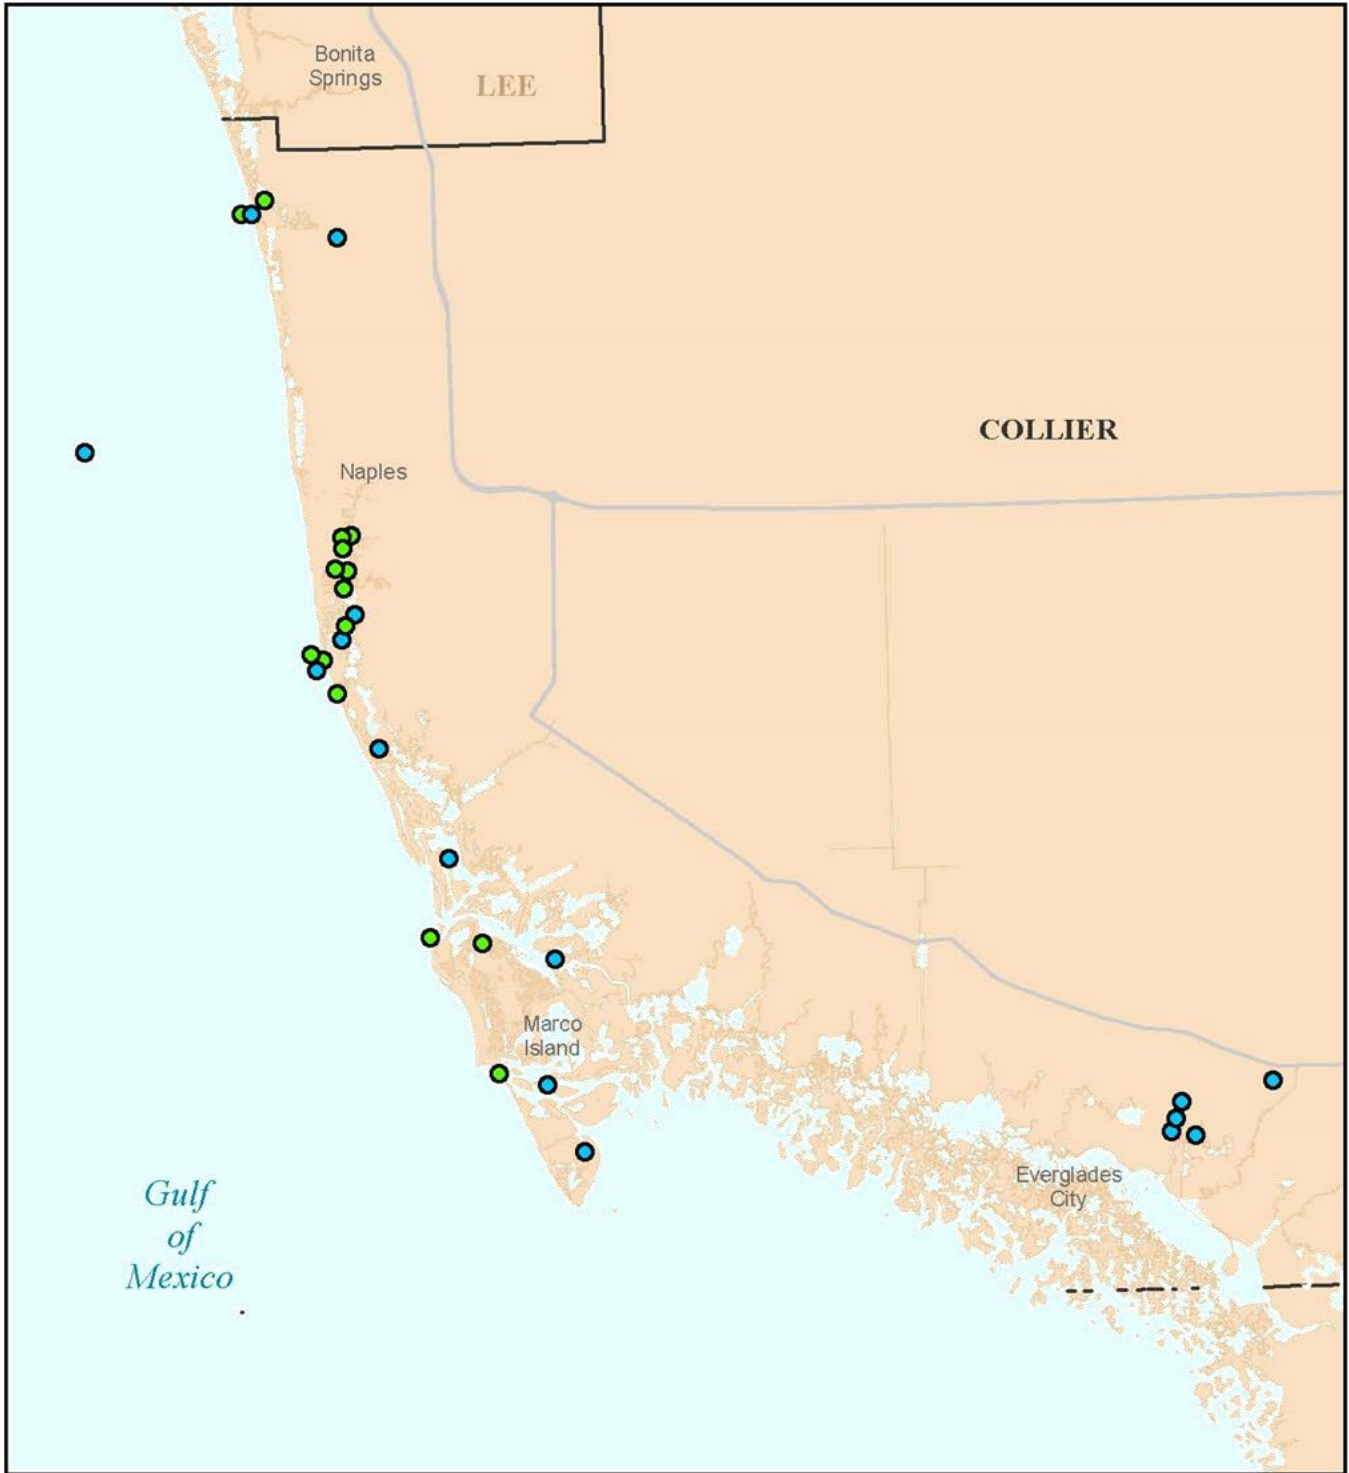 Bonita
Springs
LEE
COLLIER
Naples
Marco
Island
Everglades
City
Gulf
of
Mexico